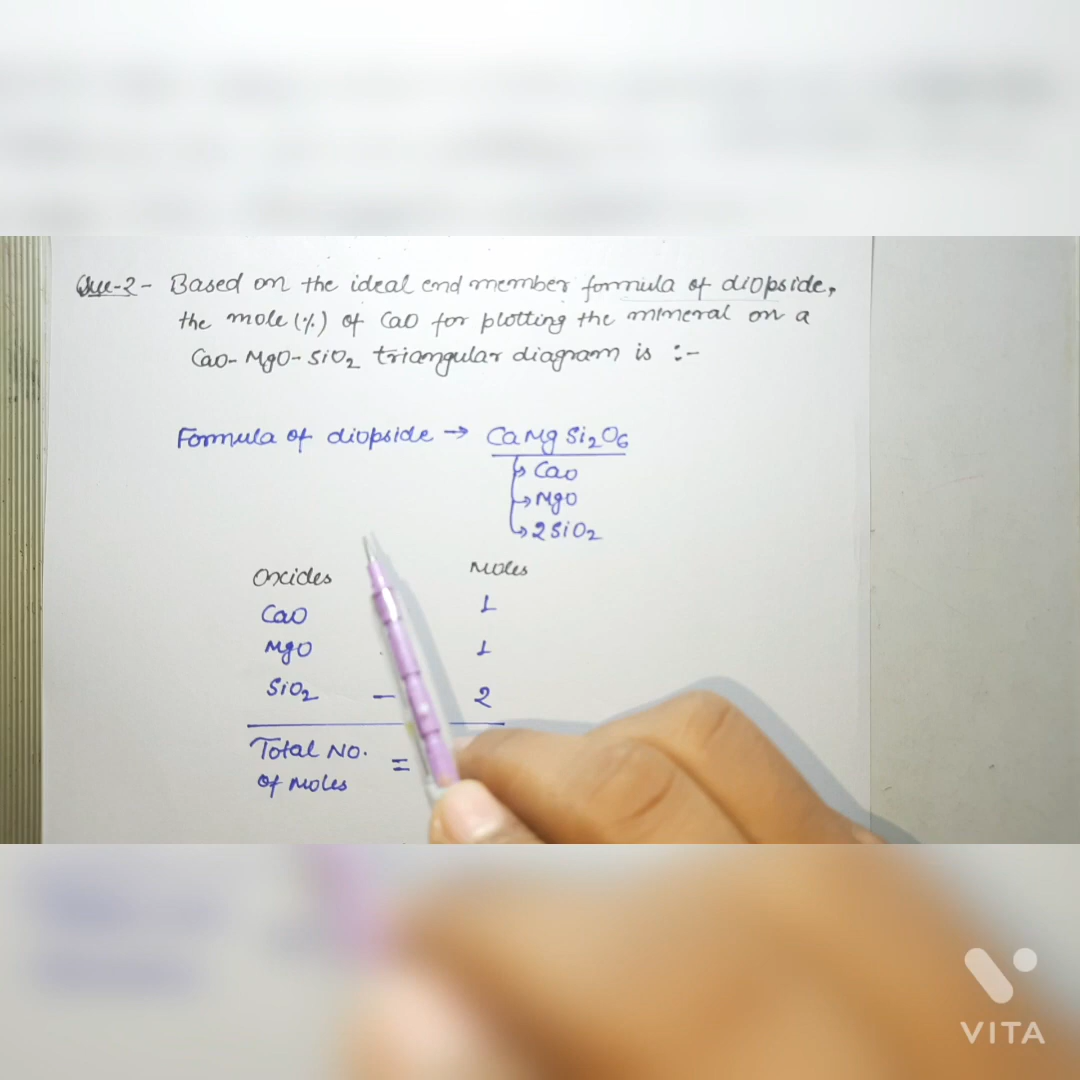 Que-2- Based on the ideal end member formula of diopside,
the mole (%) of CaO for plotting the mineral on a
CaO-MgO-SiO2 triangular diagram is :-
Formula of diopside → CaMgSi2O6
→ CaO
→ MgO
→ 2SiO2
Oxides Moles
CaO 1
MgO 1
SiO2 – 2
Total No. =
of Moles
VITA